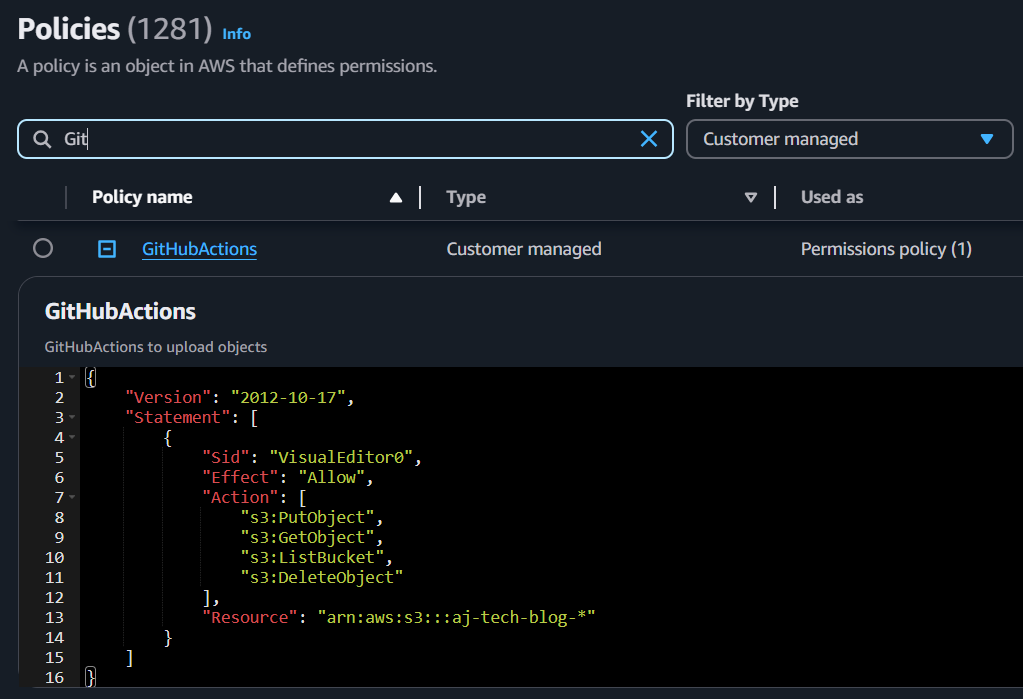 Policies (1281) Info
A policy is an object in AWS that defines permissions.
Filter by Type
Git
Customer managed
Policy name Type Used as
GitHubActions Customer managed Permissions policy (1)
GitHubActions
GitHubActions to upload objects
1 {
2 "Version": "2012-10-17",
3 "Statement": [
4 {
5 "Sid": "VisualEditor0",
6 "Effect": "Allow",
7 "Action": [
8 "s3:PutObject",
9 "s3:GetObject",
10 "s3:ListBucket",
11 "s3:DeleteObject"
12 ],
13 "Resource": "arn:aws:s3:::aj-tech-blog-*"
14 }
15 ]
16 }